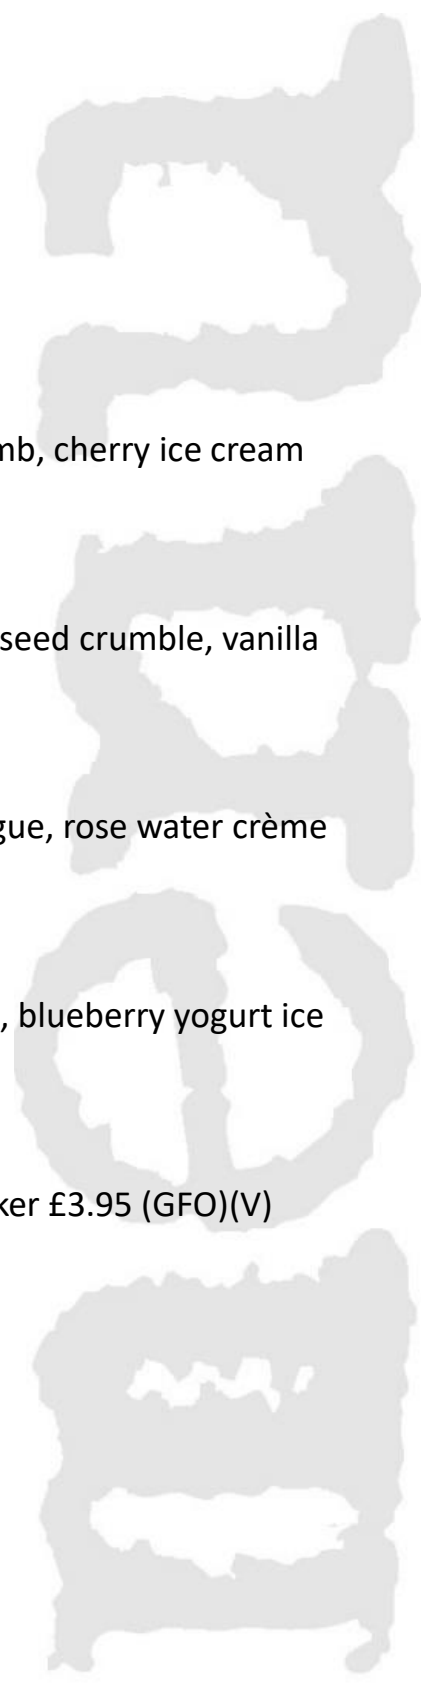 mb, cherry ice cream
seed crumble, vanilla
gue, rose water crème
, blueberry yogurt ice
ker £3.95 (GFO)(V)